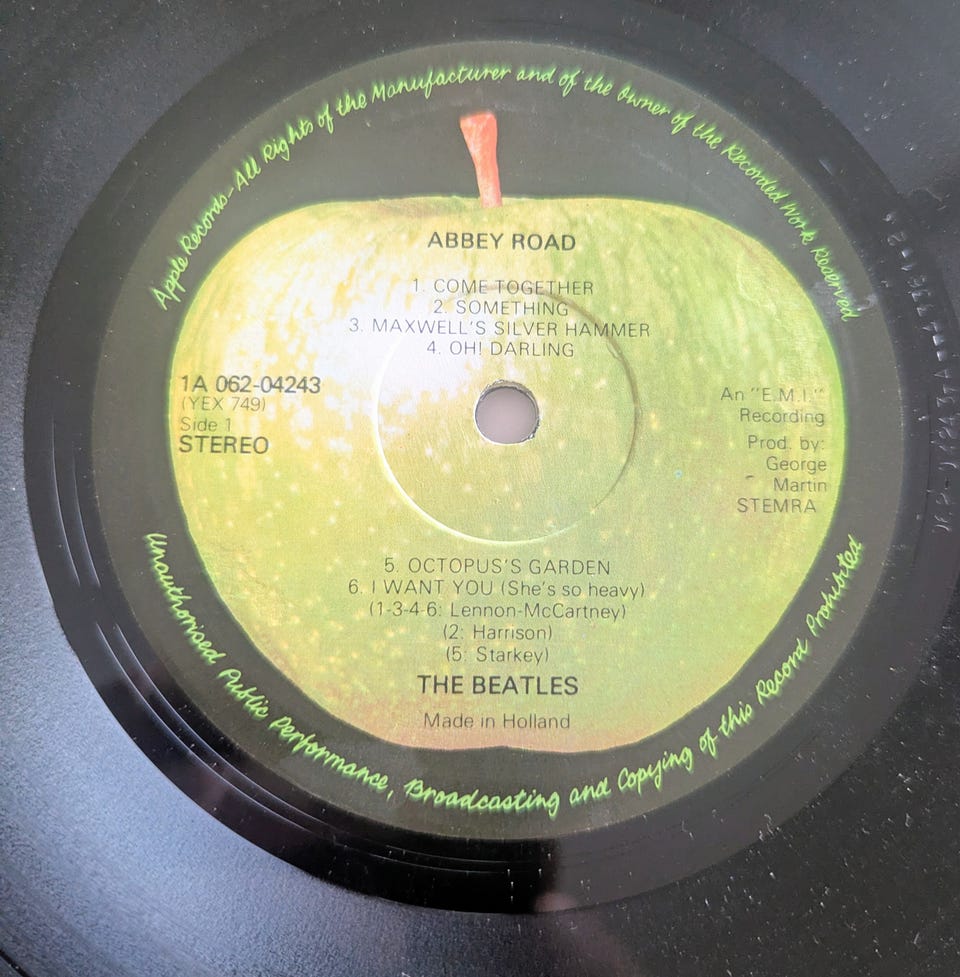 Apple Records-All Rights of the Manufacturer and of the Owner of the Recorded Work Reserved
ABBEY ROAD
1. COME TOGETHER
2. SOMETHING
3. MAXWELL'S SILVER HAMMER
4. OH! DARLING
1A 062-04243
(YEX 749)
Side 1
STEREO
An "E.M.I."
Recording
Prod. by:
George
Martin
STEMRA
5. OCTOPUS'S GARDEN
6. I WANT YOU (She's so heavy)
(1-3-4-6: Lennon-McCartney)
(2: Harrison)
(5: Starkey)
THE BEATLES
Made in Holland
Unauthorised Public Performance, Broadcasting and Copying of this Record Prohibited